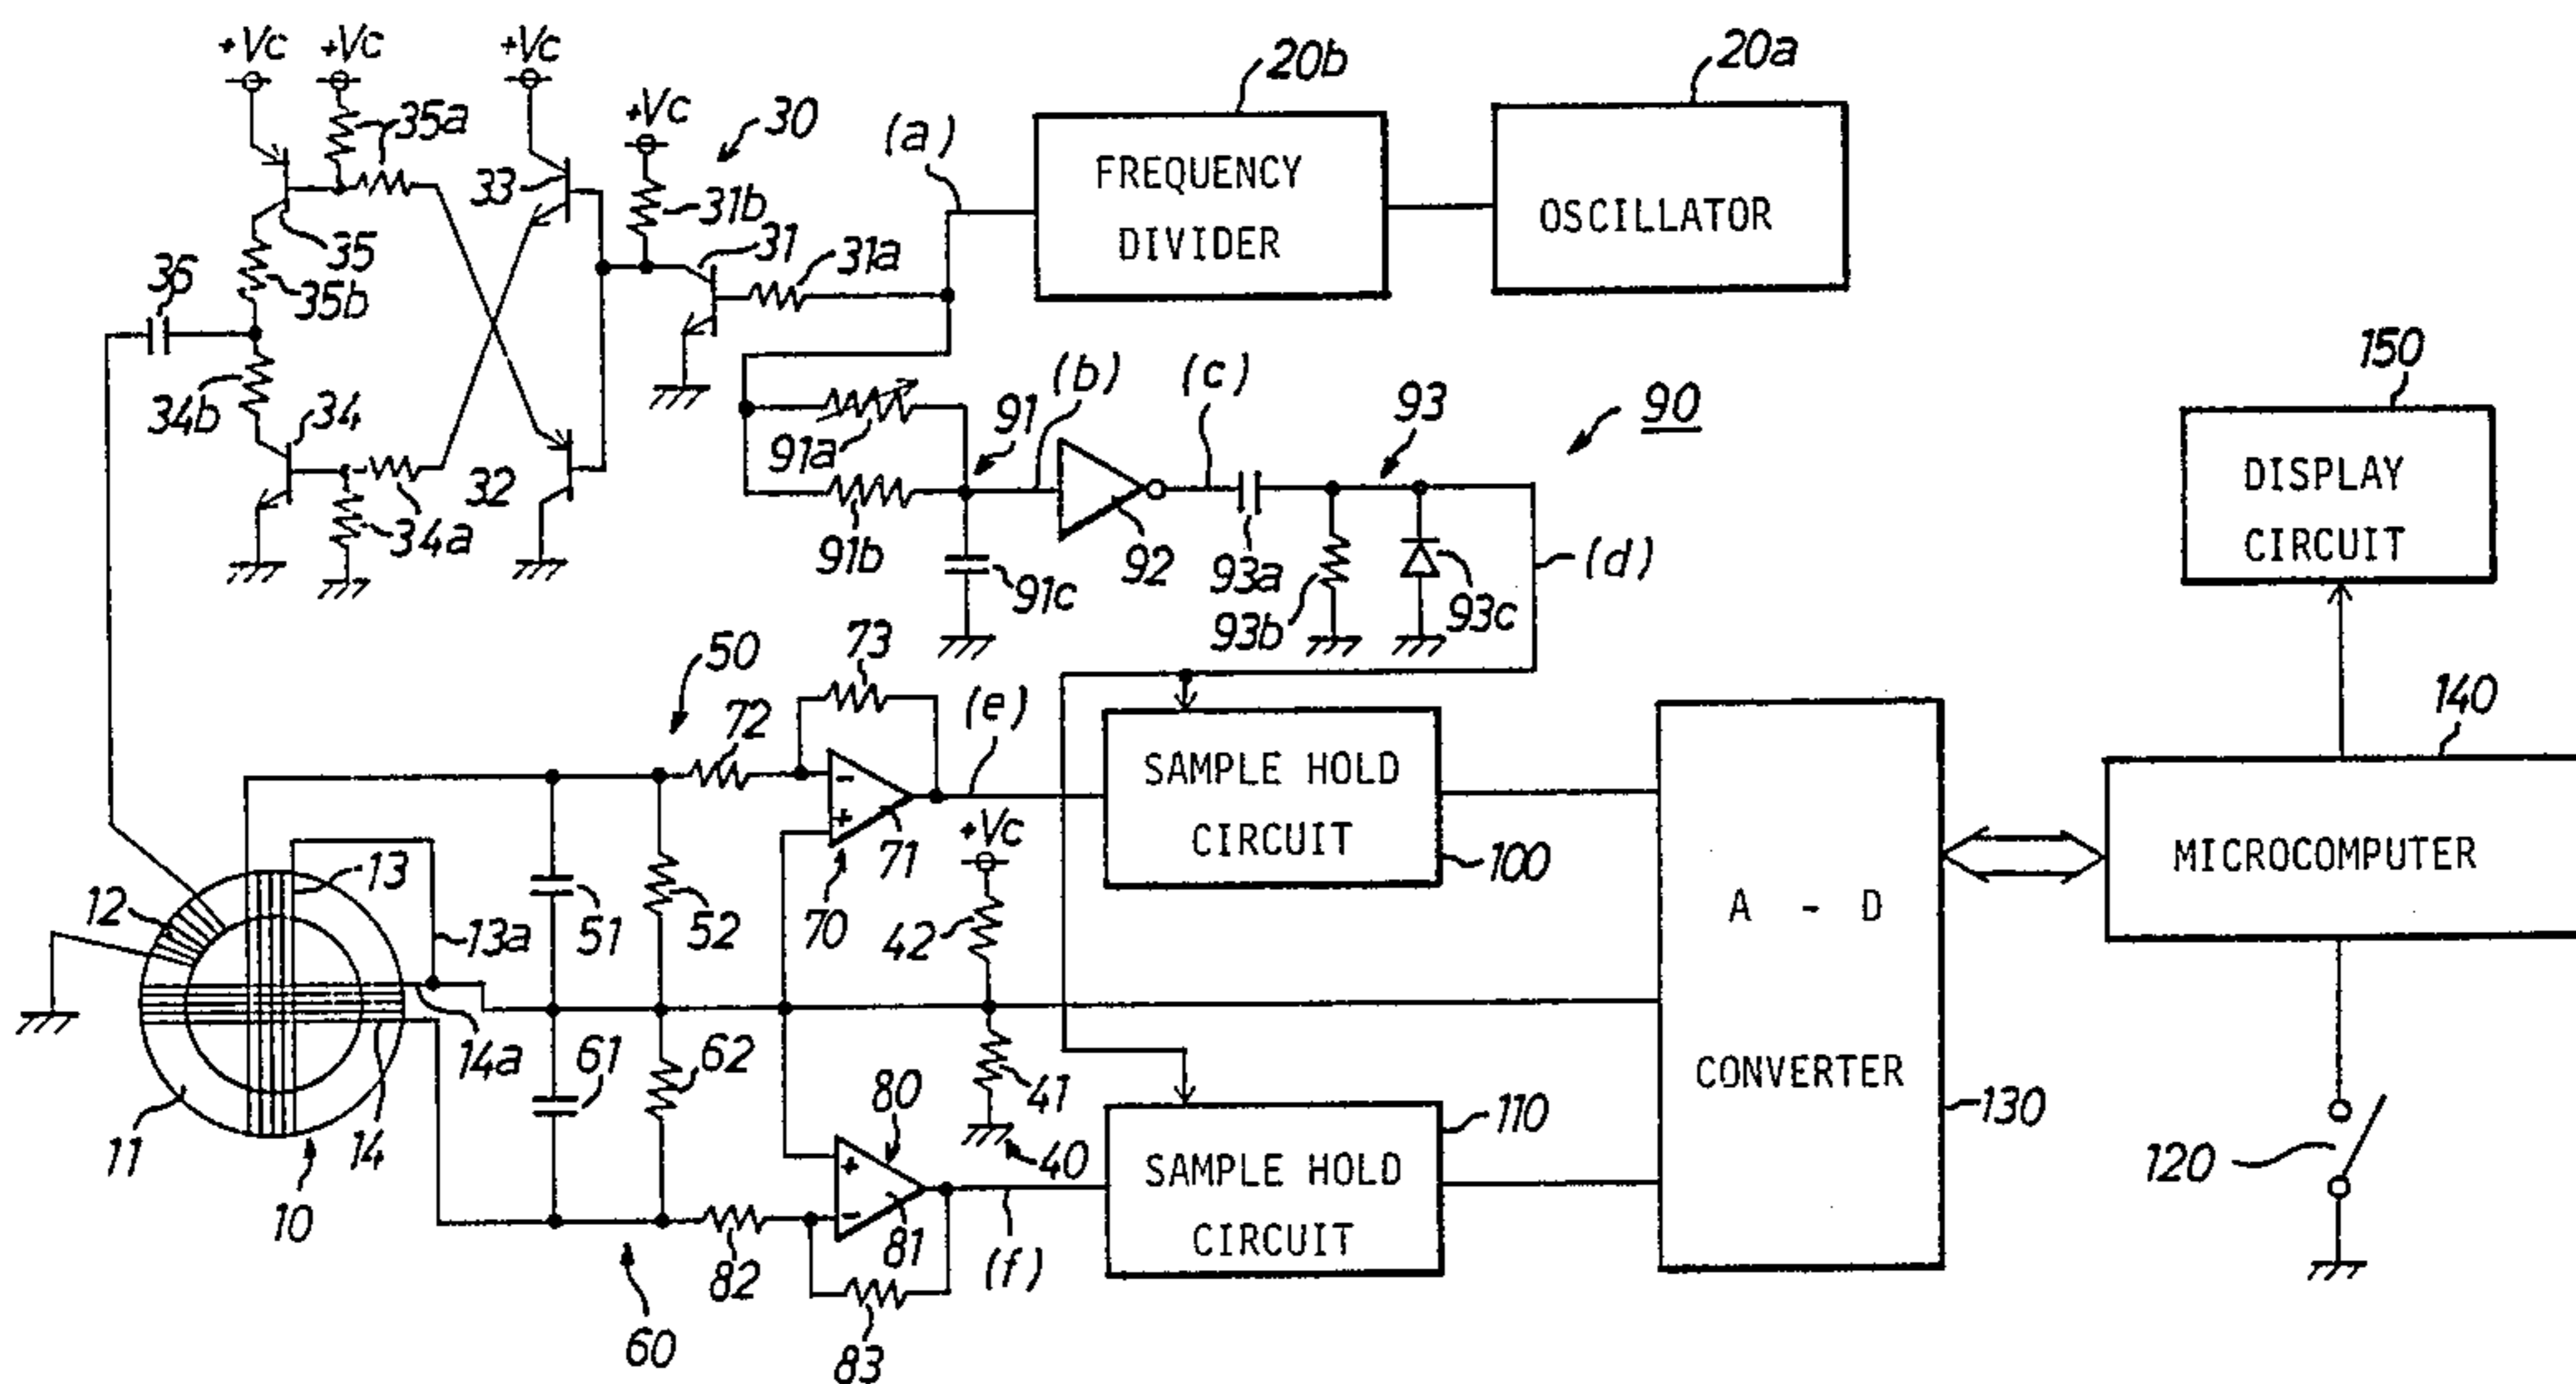 +Vc +Vc +Vc
+Vc
30
20b
20a
35a
33
31b
31
31a
(a)
FREQUENCY
DIVIDER
OSCILLATOR
36
35
35b
34b
34
34a
32
91a
91
(b)
(c)
93
90
91b
91c
92
93a
93b
93c
(d)
150
DISPLAY
CIRCUIT
50
72
73
(e)
71
70
+Vc
42
SAMPLE HOLD
CIRCUIT
100
140
MICROCOMPUTER
A - D
CONVERTER
130
12
13
13a
51
52
14a
61
62
41
40
11
10
14
80
81
82
83
60
(f)
SAMPLE HOLD
CIRCUIT
110
120